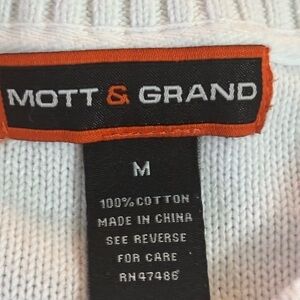 MOTT & GRAND
M
100% COTTON
MADE IN CHINA
SEE REVERSE
FOR CARE
RN47486